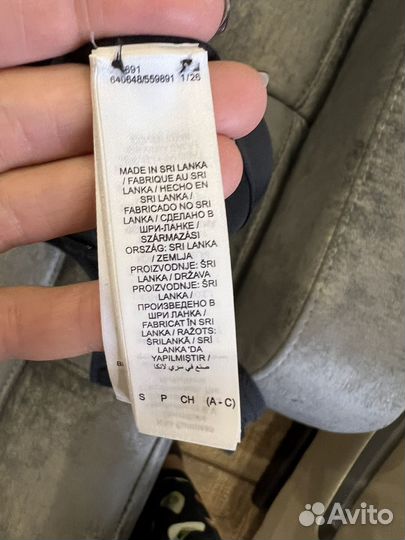 691
640648/559891 1/26
MADE IN SRI LANKA
/ FABRIQUE AU SRI
LANKA / HECHO EN
SRI LANKA /
FABRICADO NO SRI
LANKA / СДЕЛАНО В
ШРИ-ЛАНКЕ /
SZÁRMAZÁSI
ORSZÁG: SRI LANKA
/ ZEMLJA
PROIZVODNJE: ŠRI
LANKA / DRŽAVA
PROIZVODNJE: ŠRI
LANKA /
ПРОИЗВЕДЕНО В
ШРИ ЛАНКА /
FABRICAT ÎN SRI
LANKA / RAŽOTS:
ŠRILANKĀ / SRİ
LANKA 'DA
YAPILMIŞTIR /
صنع في سري لانكا
S P CH (A - C)
Avito